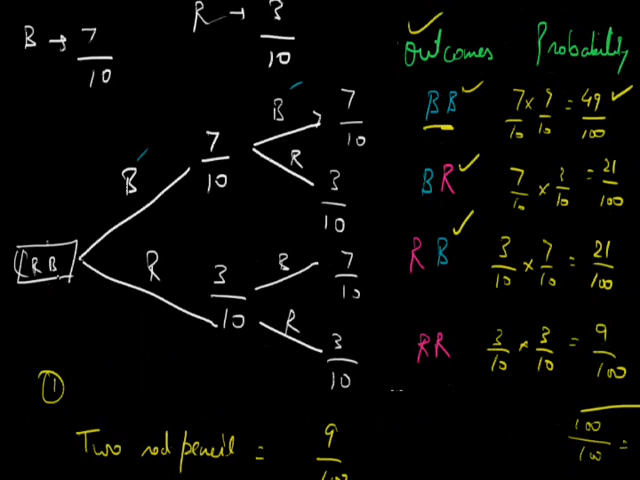 B → 7/10
R → 3/10
Outcomes Probability
B 7/10
B 7/10
R 3/10
R 3/10
B 7/10
R 3/10
R B
BB 7/10 × 7/10 = 49/100
BR 7/10 × 3/10 = 21/100
RB 3/10 × 7/10 = 21/100
RR 3/10 × 3/10 = 9/100
100/100 =
①
Two red pencil = 9/100